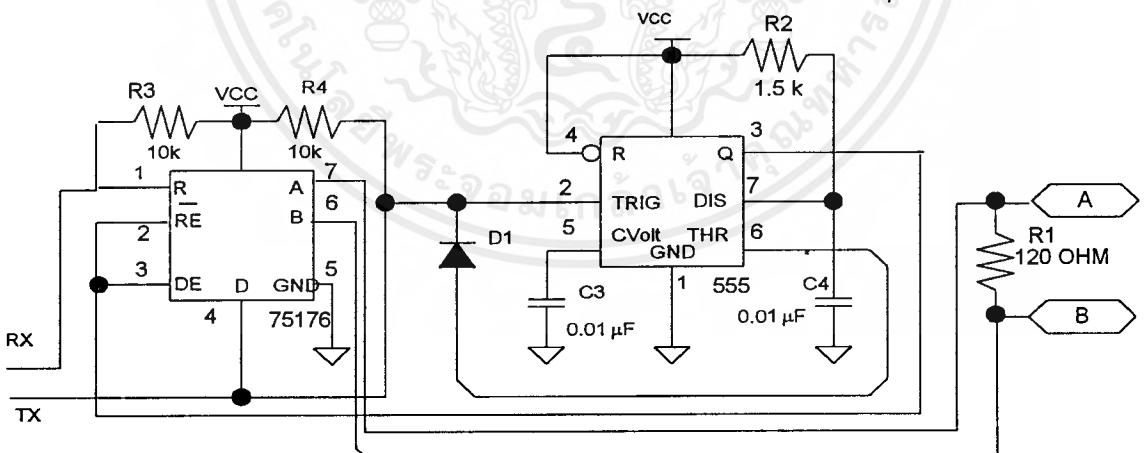 VCC
R2
1.5 k
R3
10k
VCC
R4
10k
1
R
A
7
2
RE
B
6
3
DE
D
GND
5
4
75176
RX
TX
D1
4
R
Q
3
2
TRIG
DIS
7
5
CVolt
THR
6
GND
1
555
C3
0.01 µF
C4
0.01 µF
R1
120 OHM
A
B